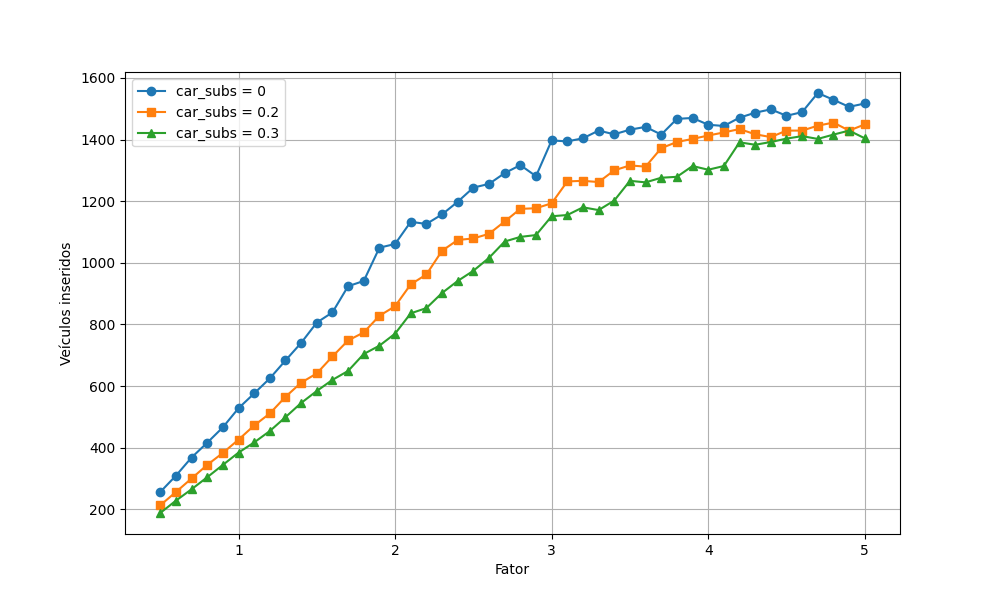 1600
1400
1200
1000
800
600
400
200
Veículos inseridos
car_subs = 0
car_subs = 0.2
car_subs = 0.3
1 2 3 4 5
Fator